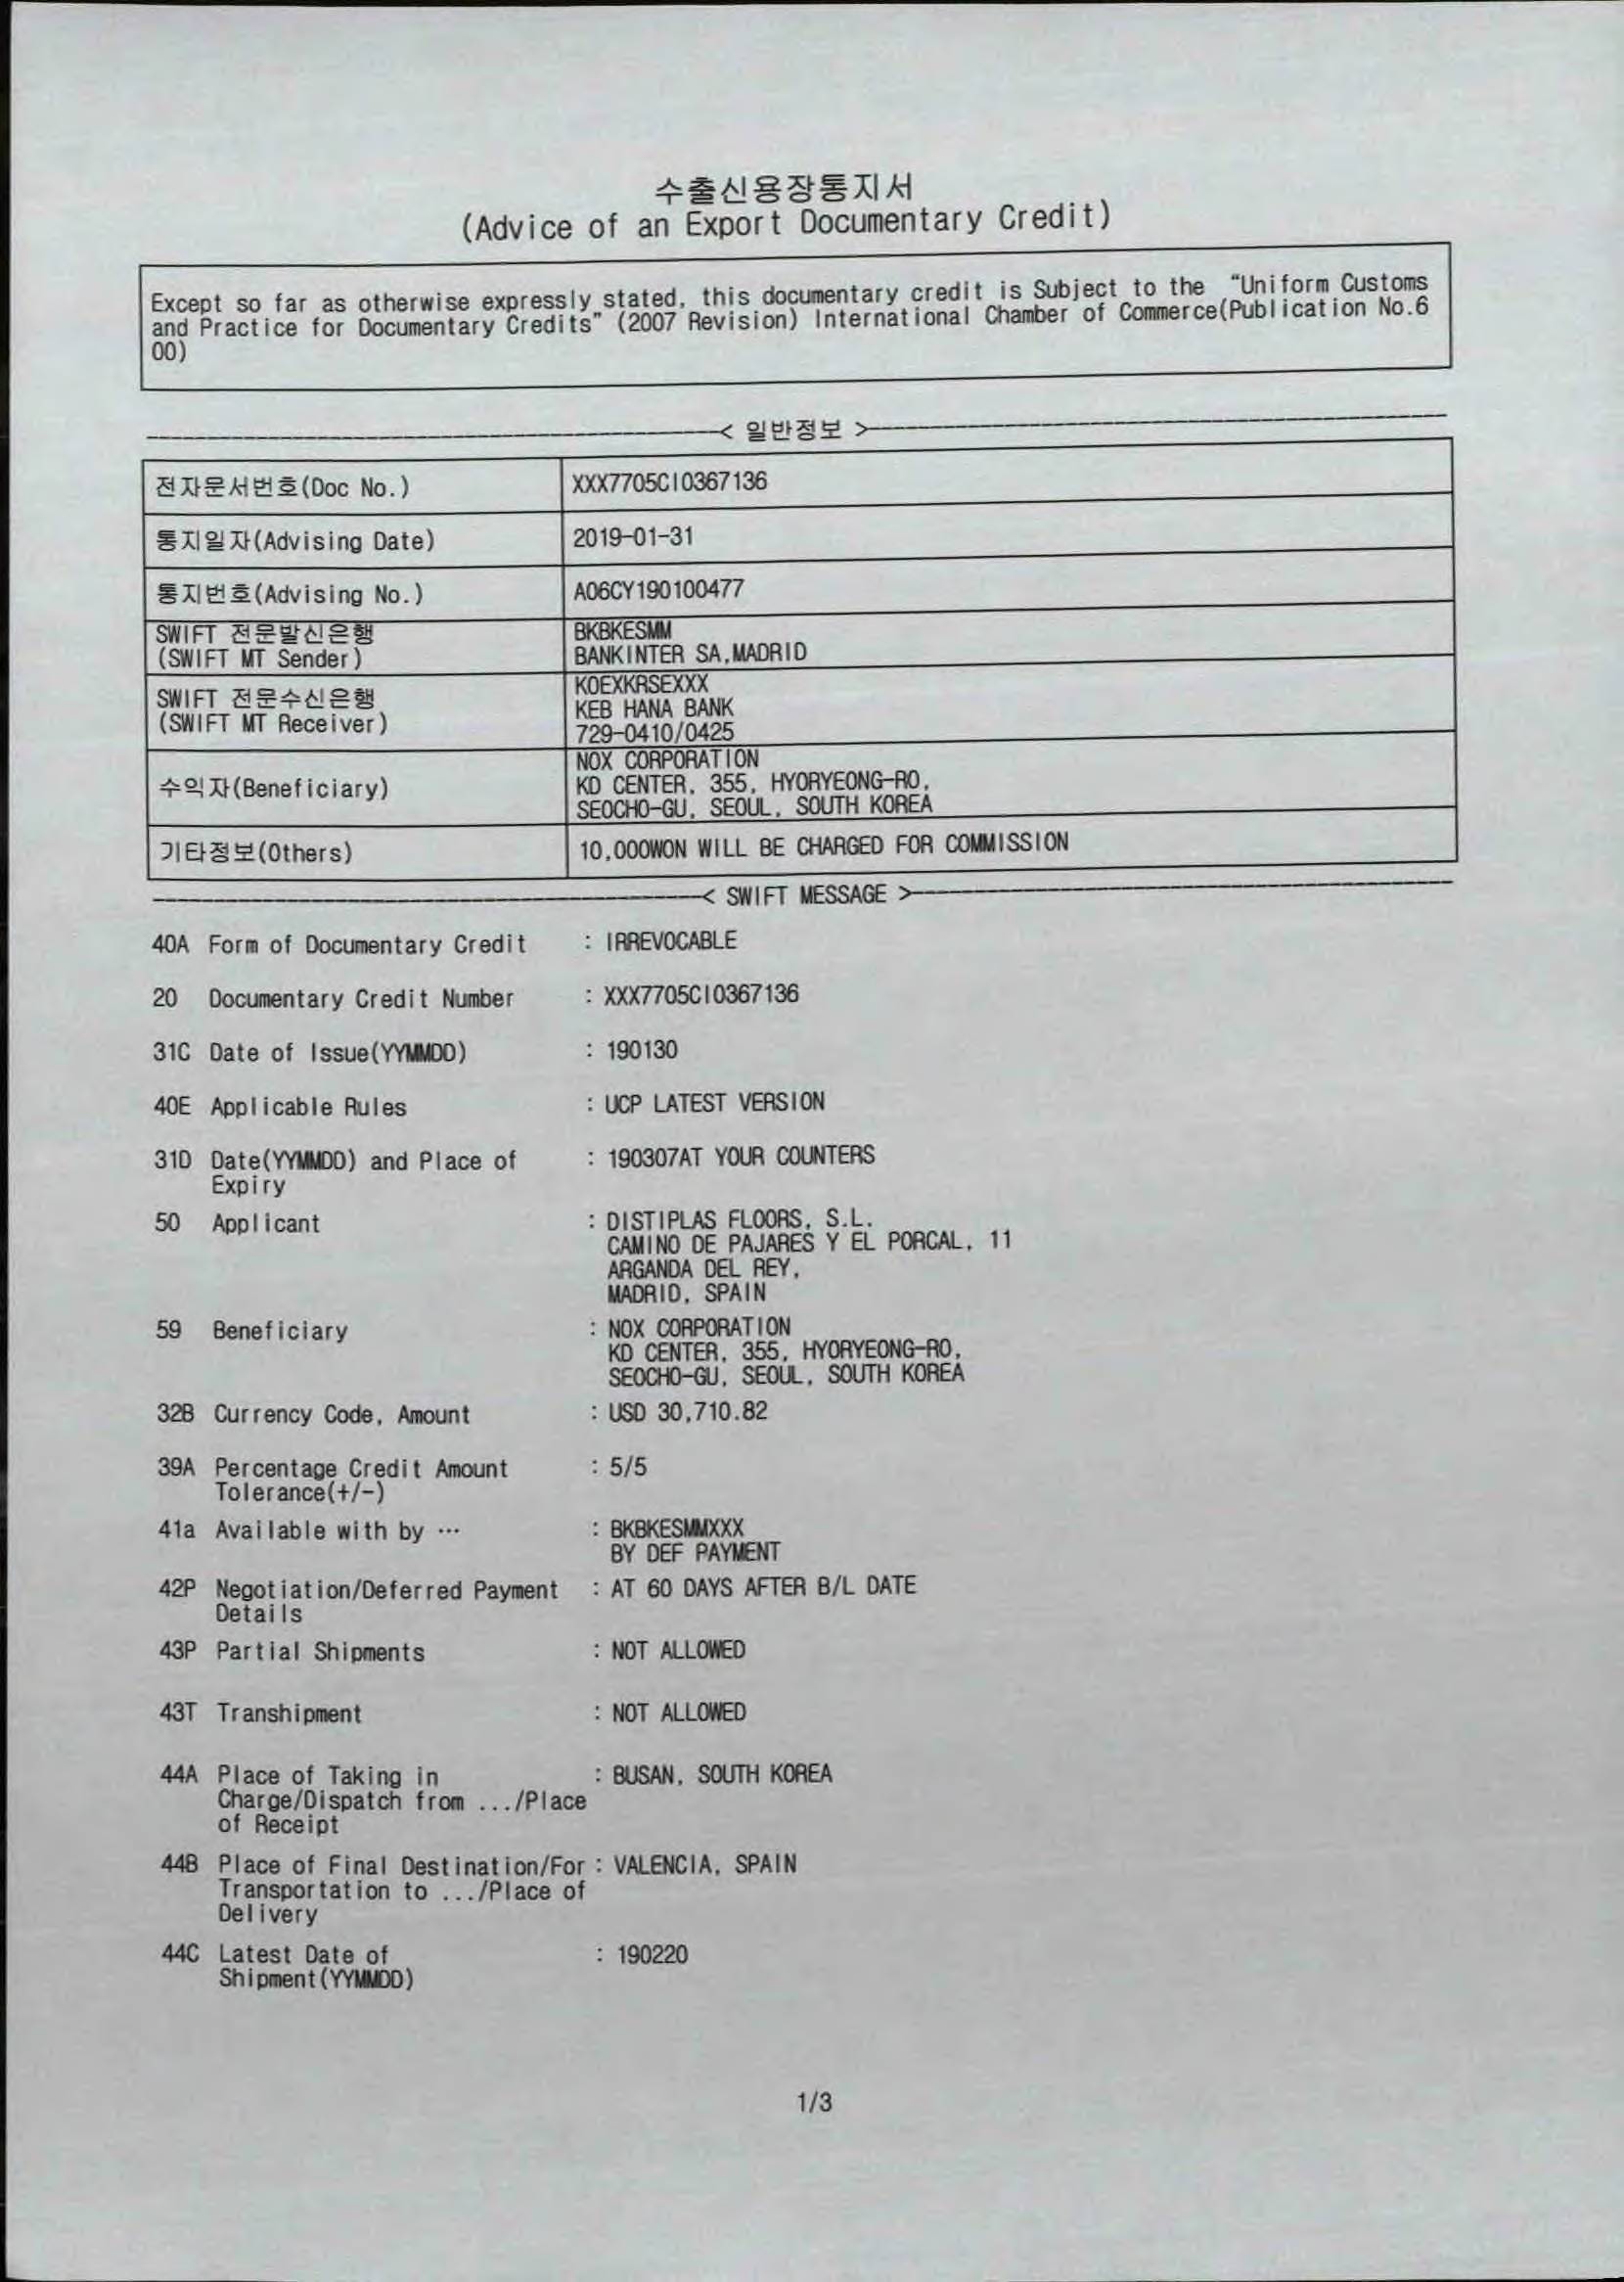 수출신용장통지서
(Advice of an Export Documentary Credit)
Except so far as otherwise expressly stated, this documentary credit is Subject to the "Uniform Customs
and Practice for Documentary Credits" (2007 Revision) International Chamber of Commerce(Publication No.6
00)
< 일반정보 >
전자문서번호(Doc No.) XXX7705CI0367136
통지일자(Advising Date) 2019-01-31
통지번호(Advising No.) A06CY190100477
SWIFT 전문발신은행 BKBKESMM
(SWIFT MT Sender) BANKINTER SA,MADRID
KOEXKRSEXXX
SWIFT 전문수신은행 KEB HANA BANK
(SWIFT MT Receiver) 729-0410/0425
NOX CORPORATION
수익자(Beneficiary) KD CENTER, 355, HYORYEONG-RO,
SEOCHO-GU, SEOUL, SOUTH KOREA
기타정보(Others) 10,000WON WILL BE CHARGED FOR COMMISSION
< SWIFT MESSAGE >
40A Form of Documentary Credit : IRREVOCABLE
20 Documentary Credit Number : XXX7705CI0367136
31C Date of Issue(YYMMDD) : 190130
40E Applicable Rules : UCP LATEST VERSION
31D Date(YYMMDD) and Place of : 190307AT YOUR COUNTERS
Expiry
50 Applicant : DISTIPLAS FLOORS, S.L.
CAMINO DE PAJARES Y EL PORCAL, 11
ARGANDA DEL REY,
MADRID, SPAIN
59 Beneficiary : NOX CORPORATION
KD CENTER, 355, HYORYEONG-RO,
SEOCHO-GU, SEOUL, SOUTH KOREA
32B Currency Code, Amount : USD 30,710.82
39A Percentage Credit Amount : 5/5
Tolerance(+/-)
41a Available with by ··· : BKBKESMMXXX
BY DEF PAYMENT
42P Negotiation/Deferred Payment : AT 60 DAYS AFTER B/L DATE
Details
43P Partial Shipments : NOT ALLOWED
43T Transhipment : NOT ALLOWED
44A Place of Taking in : BUSAN, SOUTH KOREA
Charge/Dispatch from .../Place
of Receipt
44B Place of Final Destination/For : VALENCIA, SPAIN
Transportation to .../Place of
Delivery
44C Latest Date of : 190220
Shipment(YYMMDD)
1/3